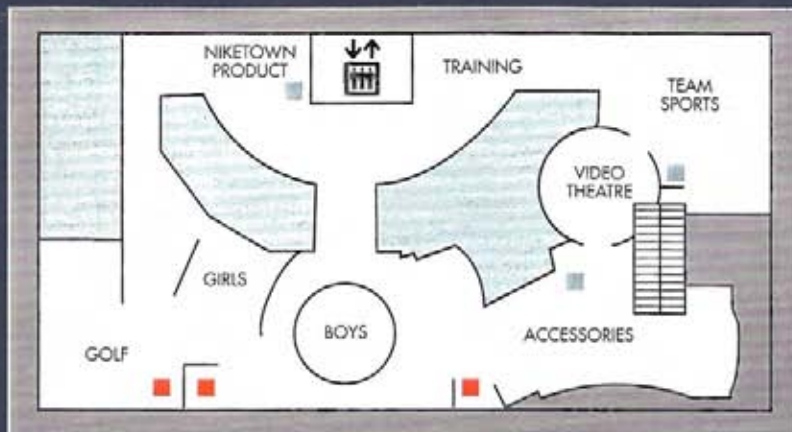 NIKETOWN
PRODUCT
TRAINING
TEAM
SPORTS
VIDEO
THEATRE
GIRLS
BOYS
ACCESSORIES
GOLF